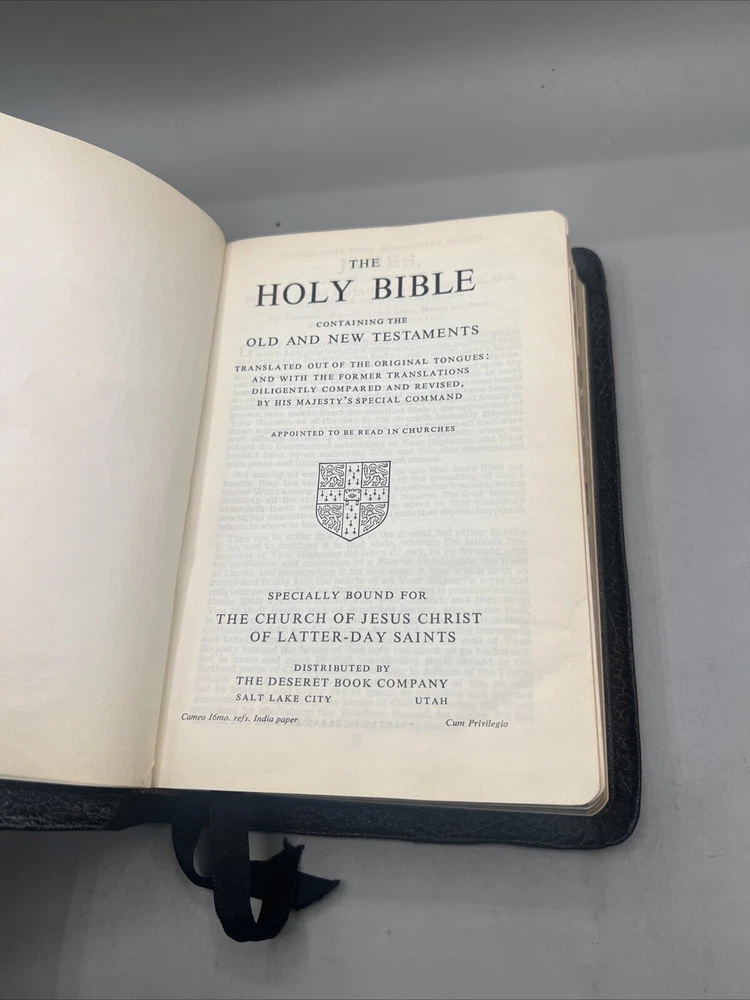 THE
HOLY BIBLE
CONTAINING THE
OLD AND NEW TESTAMENTS
TRANSLATED OUT OF THE ORIGINAL TONGUES:
AND WITH THE FORMER TRANSLATIONS
DILIGENTLY COMPARED AND REVISED,
BY HIS MAJESTY'S SPECIAL COMMAND
APPOINTED TO BE READ IN CHURCHES
SPECIALLY BOUND FOR
THE CHURCH OF JESUS CHRIST
OF LATTER-DAY SAINTS
DISTRIBUTED BY
THE DESERET BOOK COMPANY
SALT LAKE CITY UTAH
Cameo 16mo. refs. India paper Cum Privilegio